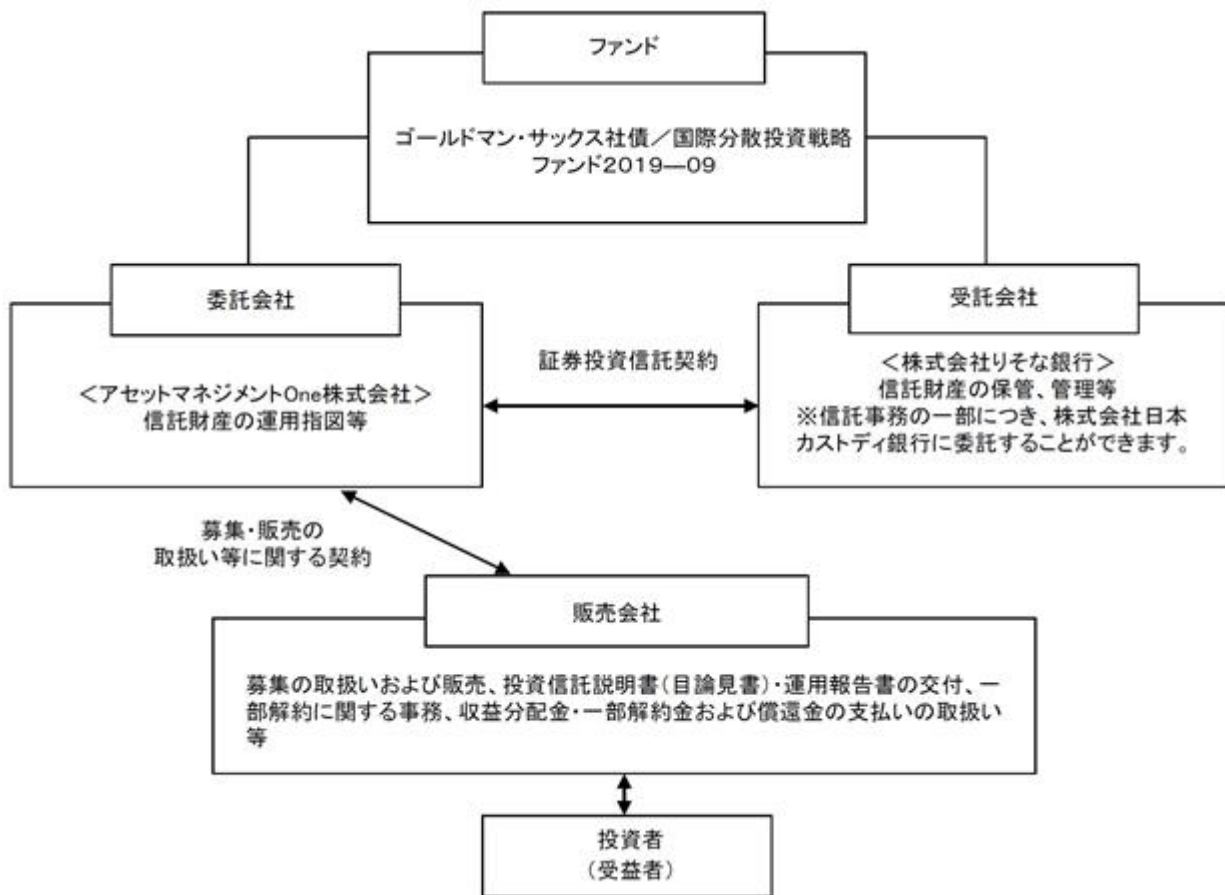 ファンド
ゴールドマン・サックス社債/国際分散投資戦略
ファンド2019―09
委託会社
<アセットマネジメントOne株式会社>
信託財産の運用指図等
証券投資信託契約
受託会社
<株式会社りそな銀行>
信託財産の保管、管理等
※信託事務の一部につき、株式会社日本
カストディ銀行に委託することができます。
募集・販売の
取扱い等に関する契約
販売会社
募集の取扱いおよび販売、投資信託説明書(目論見書)・運用報告書の交付、一
部解約に関する事務、収益分配金・一部解約金および償還金の支払いの取扱い
等
投資者
(受益者)